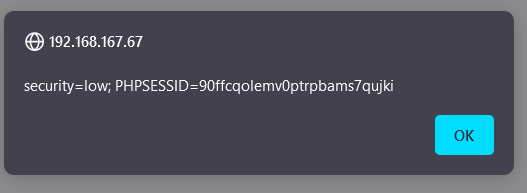 192.168.167.67
security=low; PHPSESSID=90ffcqolemv0ptrpbams7qujki
OK